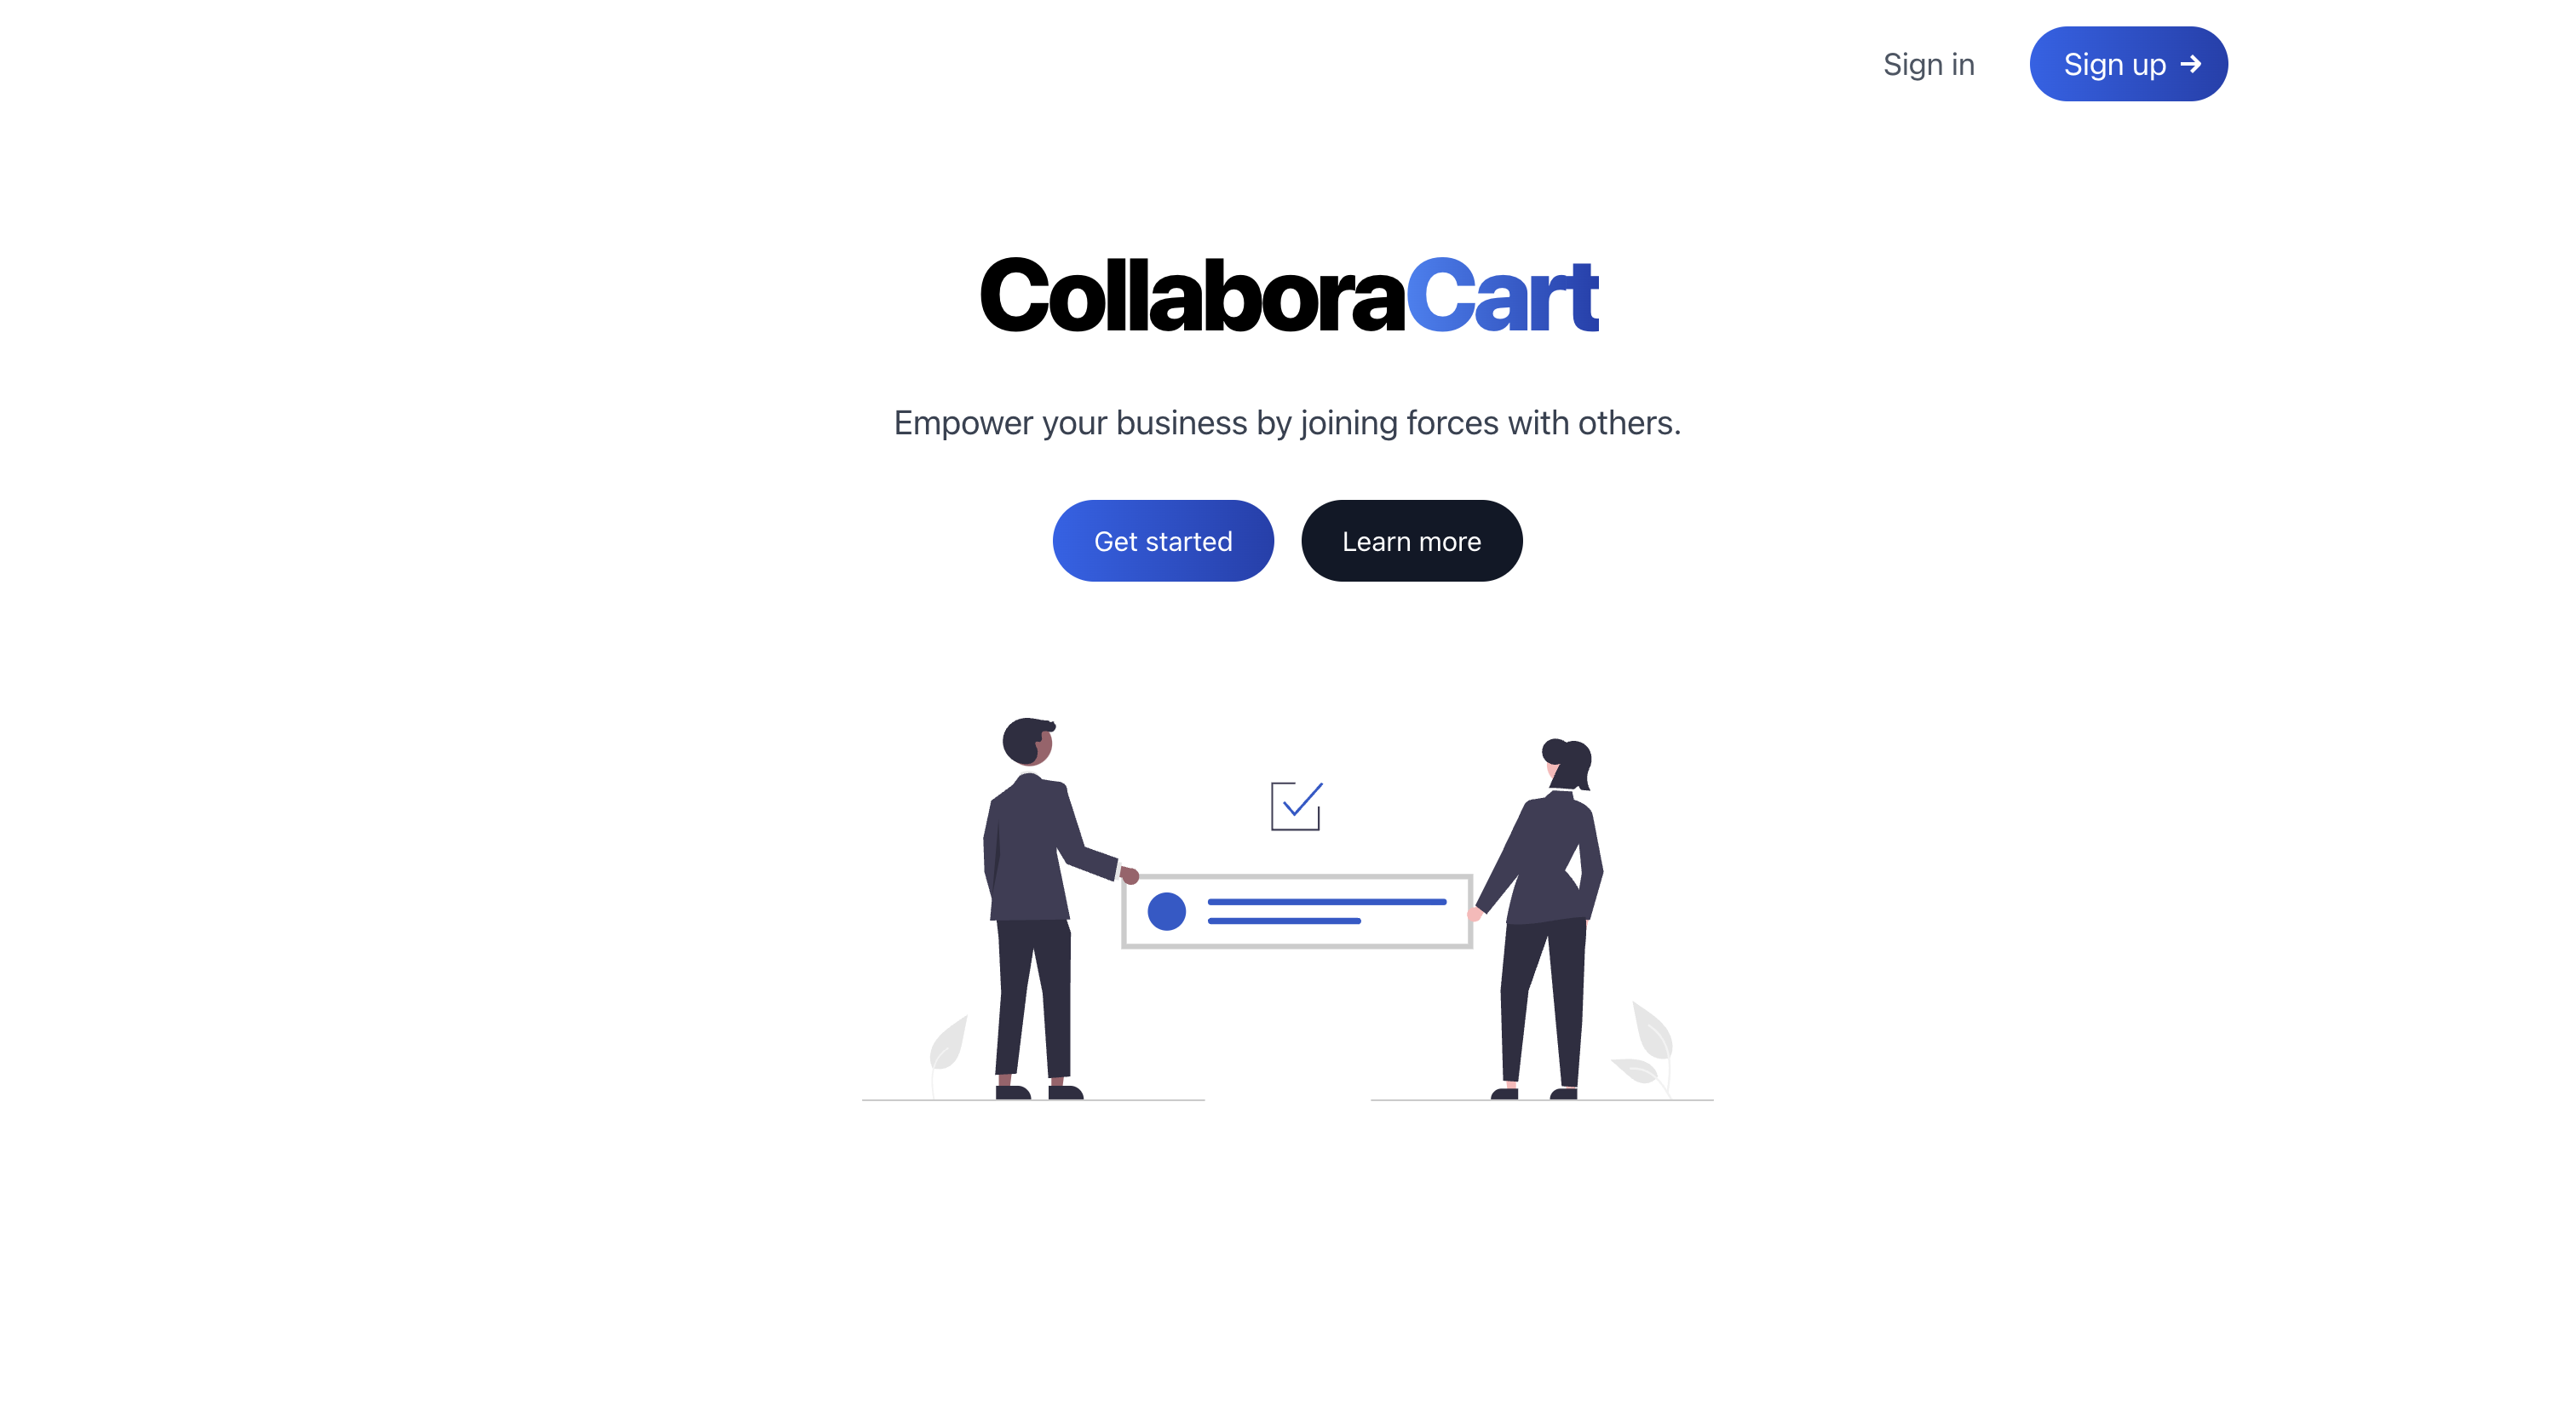 Sign in
Sign up
CollaboraCart
Empower your business by joining forces with others.
Get started
Learn more